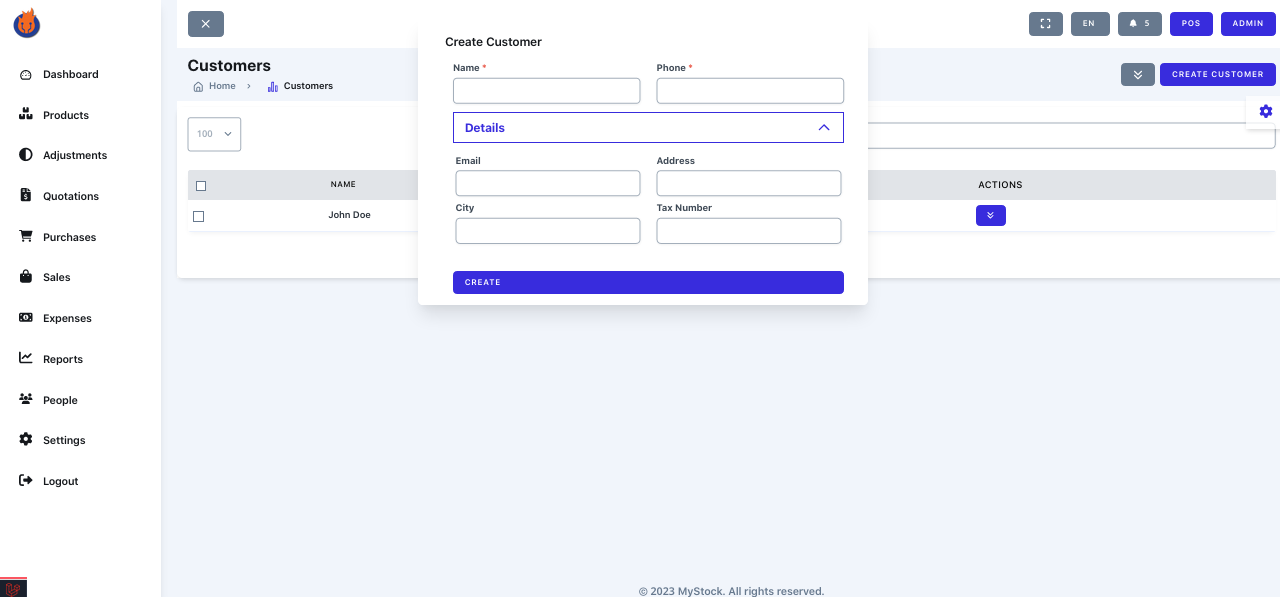 EN
5
POS
ADMIN
Customers
Home
Customers
CREATE CUSTOMER
Dashboard
Products
Adjustments
Quotations
Purchases
Sales
Expenses
Reports
People
Settings
Logout
100
NAME
ACTIONS
John Doe
Create Customer
Name *
Phone *
Details
Email
Address
City
Tax Number
CREATE
© 2023 MyStock. All rights reserved.